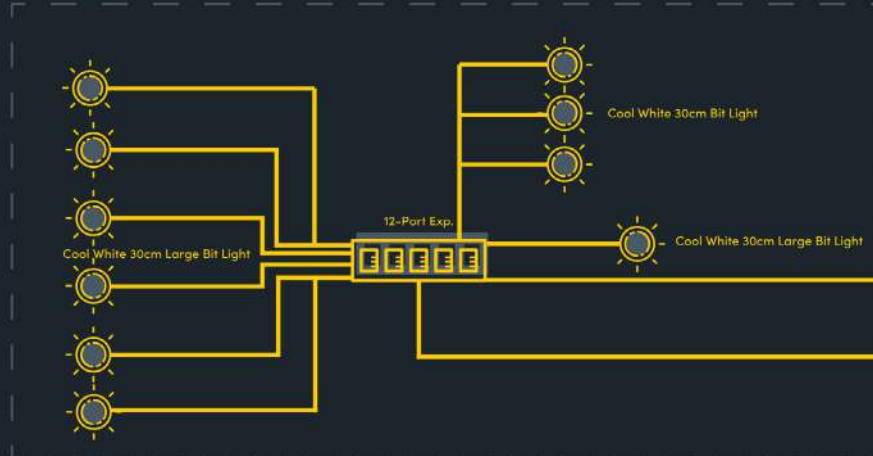 Cool White 30cm Bit Light
12-Port Exp.
Cool White 30cm Large Bit Light
Cool White 30cm Large Bit Light